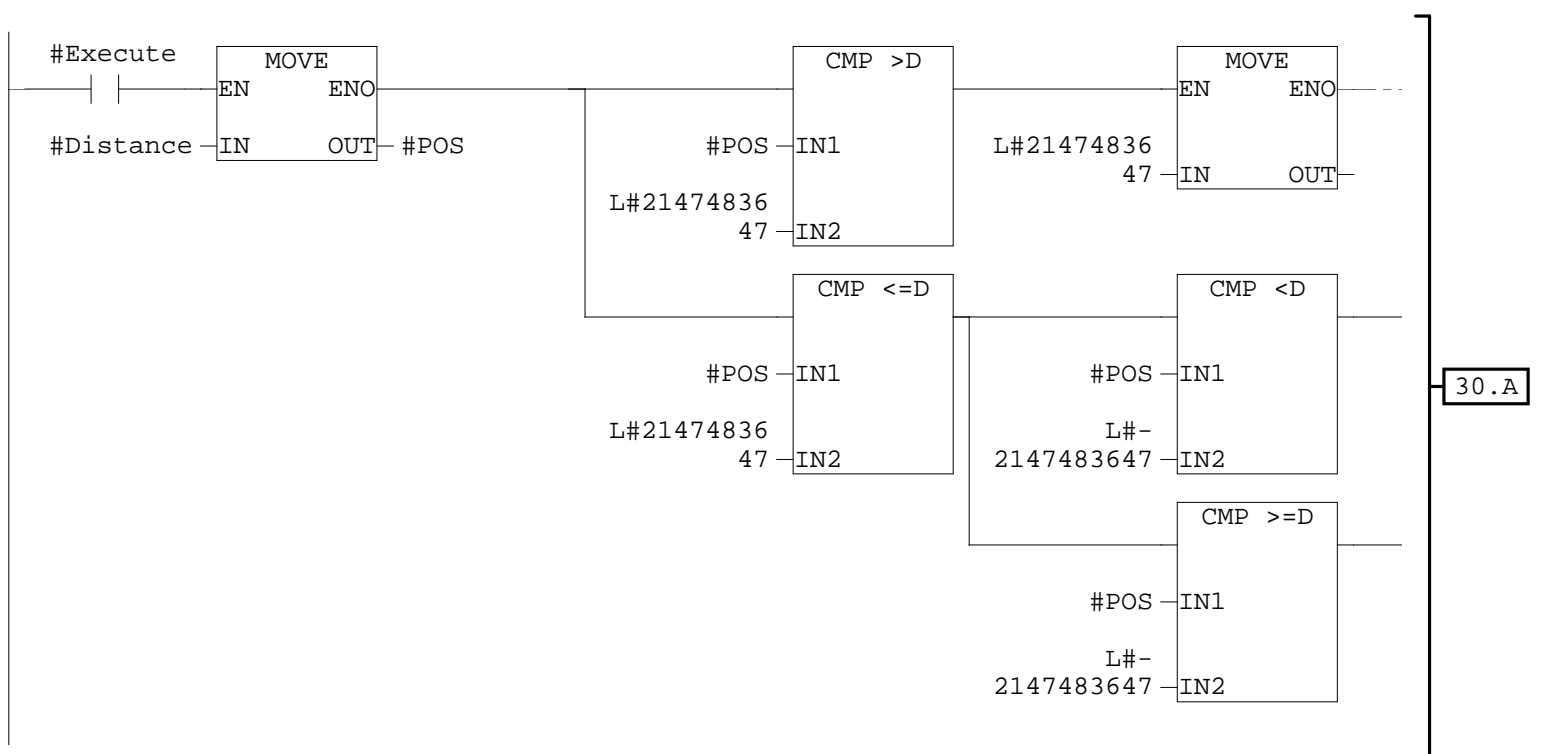 #Execute
MOVE
CMP >D
MOVE
EN ENO
EN ENO
#Distance IN OUT #POS
#POS IN1
L#21474836
47 IN OUT
L#21474836
47 IN2
CMP <=D
CMP <D
#POS IN1
#POS IN1
30.A
L#21474836
47 IN2
L#-
2147483647 IN2
CMP >=D
#POS IN1
L#-
2147483647 IN2